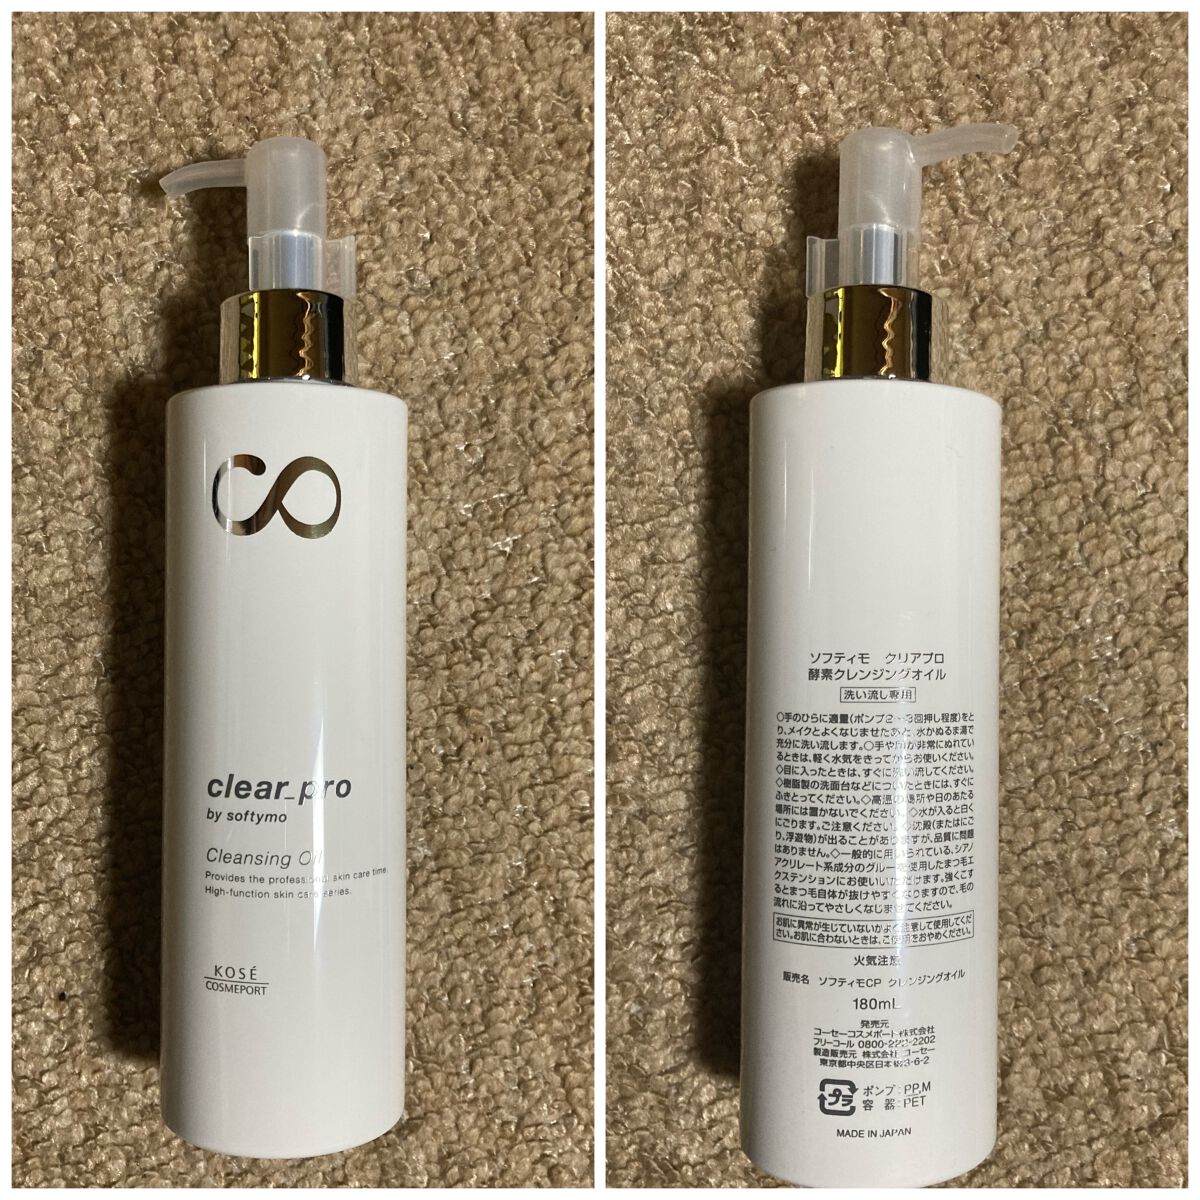 CO
clear_pro
by softymo
Cleansing Oil
Provides the professional skin care time.
High-function skin care series.
KOSÉ
COSMEPORT
ソフティモ クリアプロ
酵素クレンジングオイル
洗い流し専用
○手のひらに適量(ポンプ2~3回押し程度)をと
り、メイクとよくなじませたあと、水かぬるま湯で
充分に洗い流します。○手や顔が非常にぬれてい
るときは、軽く水気をきってからお使いください。
◇目に入ったときは、すぐに洗い流してください。
◇樹脂製の洗面台などについたときには、すぐに
ふきとってください。◇高温の場所や日のあたる
場所には置かないでください。◇水が入ると白く
にごります。ご注意ください。◇沈殿(またはにご
り、浮遊物)が出ることがありますが、品質に問題
はありません。◇一般的に用いられている、シアノ
アクリレート系成分のグルーを使用したまつ毛エ
クステンションにお使いいただけます。強くこす
るとまつ毛自体が抜けやすくなりますので、毛の
流れに沿ってやさしくなじませてください。
お肌に異常が生じていないかよく注意して使用してくだ
さい。お肌に合わないときは、ご使用をおやめください。
火気注意
販売名 ソフティモCP クレンジングオイル
180mL
発売元
コーセーコスメポート株式会社
フリーコール 0800-222-2202
製造販売元 株式会社 コーセー
東京都中央区日本橋3-6-2
プラ
ポンプ:PP,M
容 器:PET
MADE IN JAPAN